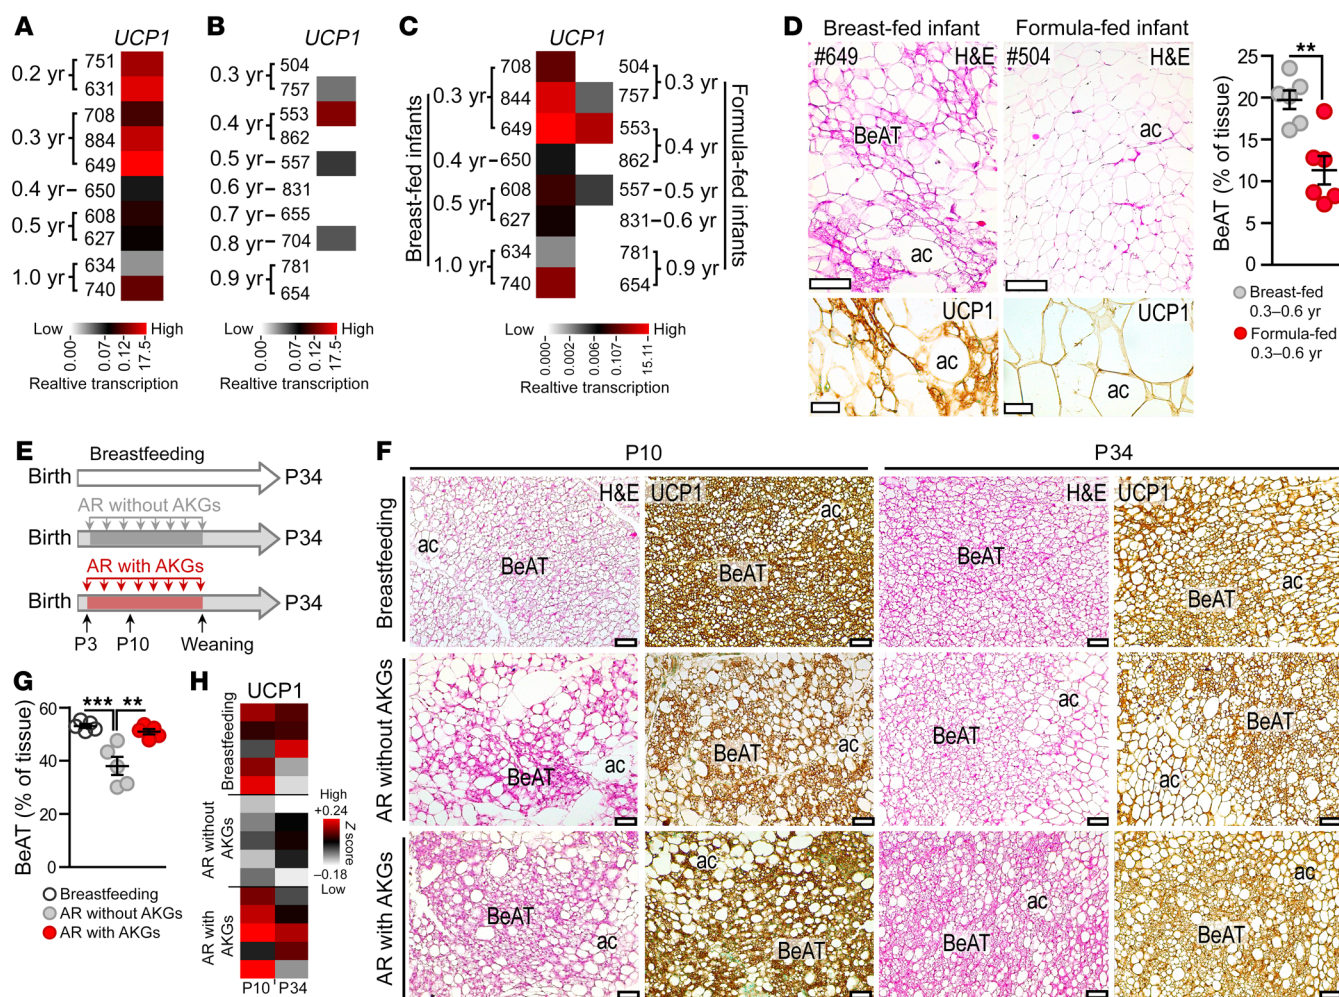 A
UCP1
0.2 yr
751
631
0.3 yr
708
884
649
0.4 yr
650
0.5 yr
608
627
1.0 yr
634
740
Low
High
0.00
0.07
0.12
17.5
Realtive transcription
B
UCP1
0.3 yr
504
757
0.4 yr
553
862
0.5 yr
557
0.6 yr
831
0.7 yr
655
0.8 yr
704
0.9 yr
781
654
Low
High
0.00
0.07
0.12
17.5
Realtive transcription
C
UCP1
Breast-fed infants
0.3 yr
708
844
649
0.4 yr
650
0.5 yr
608
627
1.0 yr
634
740
504
757
0.3 yr
553
862
0.4 yr
557
0.5 yr
831
0.6 yr
781
654
0.9 yr
Formula-fed infants
Low
High
0.000
0.002
0.006
0.107
15.11
Realtive transcription
D
Breast-fed infant
Formula-fed infant
#649
H&E
BeAT
ac
#504
H&E
ac
UCP1
ac
UCP1
ac
BeAT (% of tissue)
25
20
15
10
5
0
**
Breast-fed
0.3–0.6 yr
Formula-fed
0.3–0.6 yr
E
Breastfeeding
Birth
P34
AR without AKGs
Birth
P34
AR with AKGs
Birth
P34
P3
P10
Weaning
F
P10
P34
Breastfeeding
H&E
ac
BeAT
UCP1
ac
BeAT
H&E
BeAT
UCP1
ac
BeAT
AR without AKGs
BeAT
ac
BeAT
ac
BeAT
ac
BeAT
ac
AR with AKGs
BeAT
ac
ac
BeAT
ac
BeAT
ac
BeAT
G
BeAT (% of tissue)
60
40
20
0
***
**
Breastfeeding
AR without AKGs
AR with AKGs
H
UCP1
Breastfeeding
AR without
AKGs
AR with
AKGs
P10
P34
High
+0.24
Z score
–0.18
Low